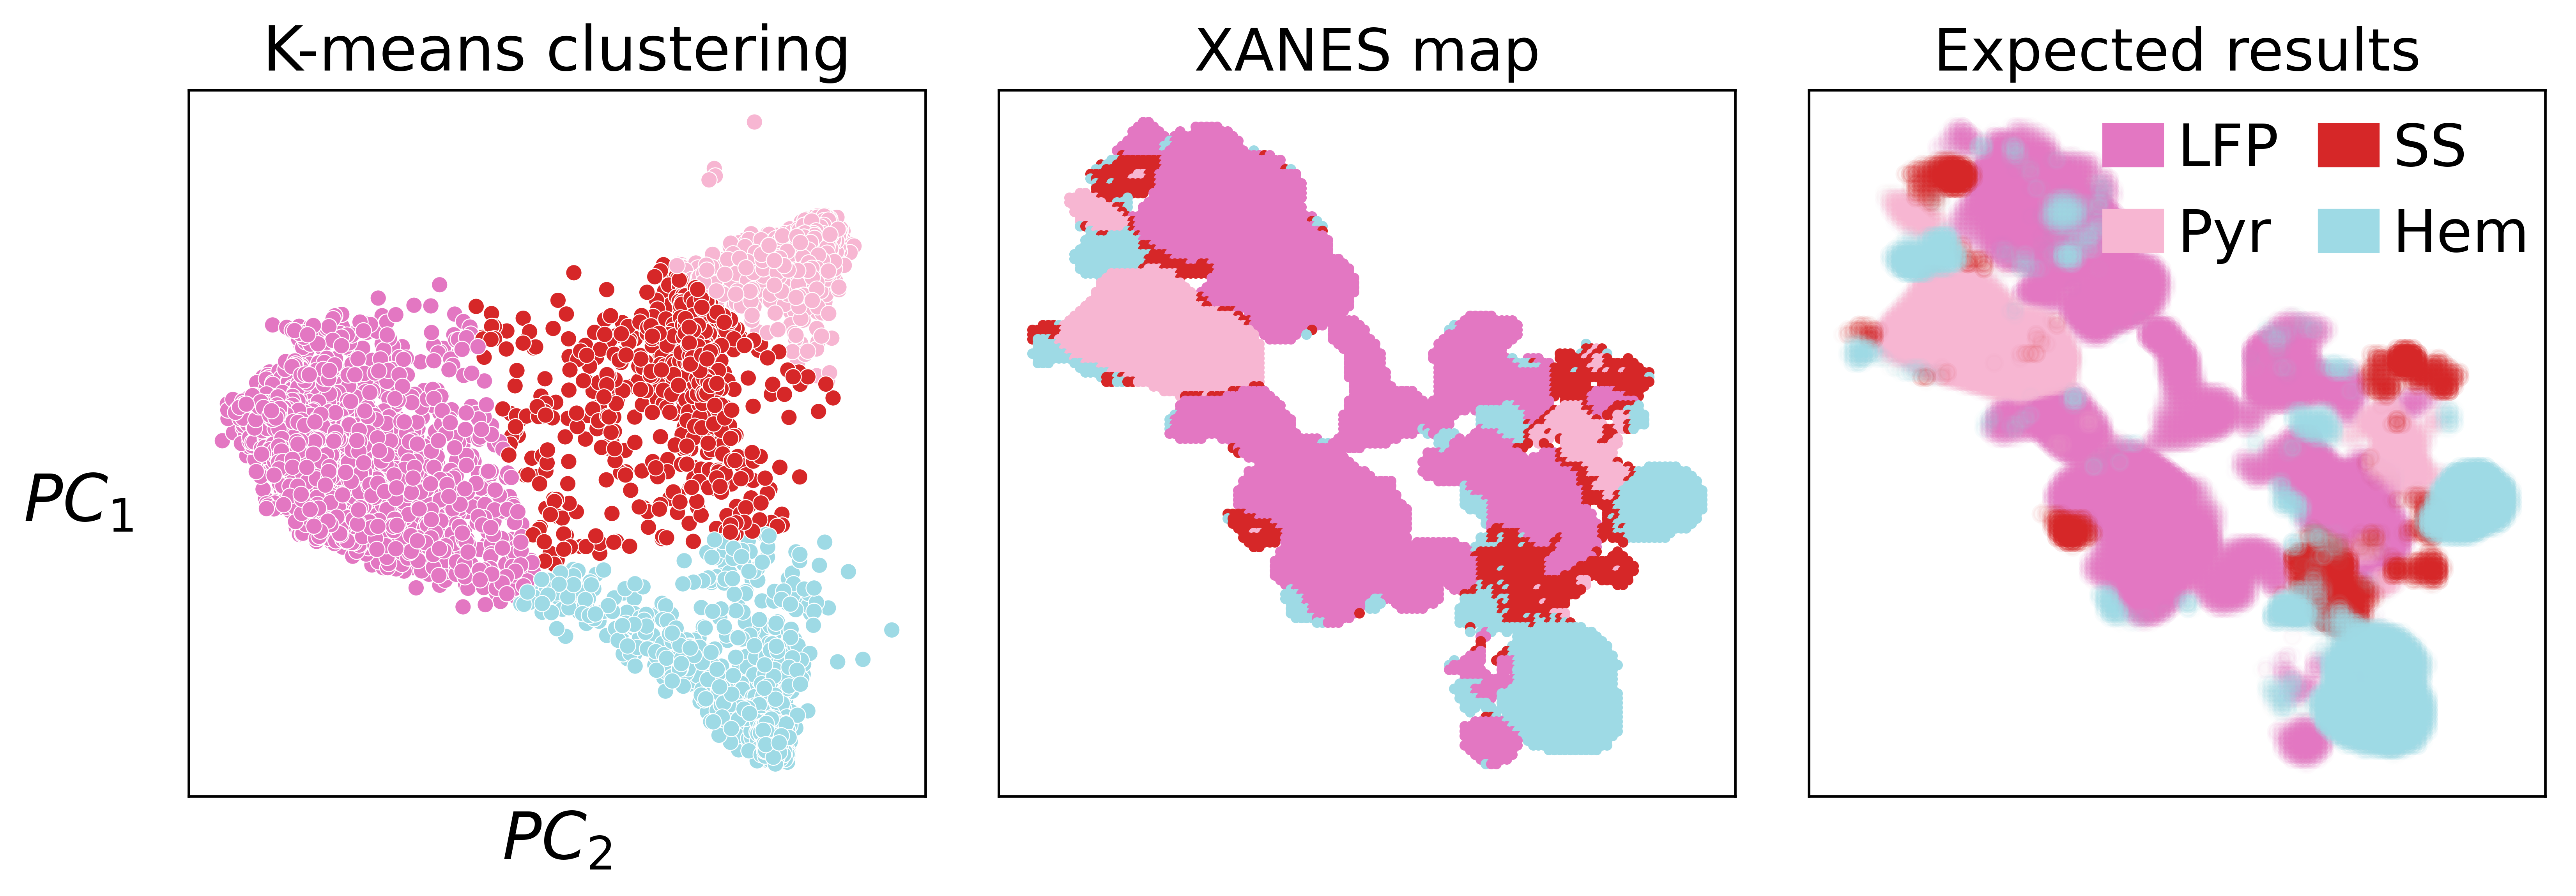 K-means clustering
XANES map
Expected results
LFP
SS
Pyr
Hem
PC1
PC2